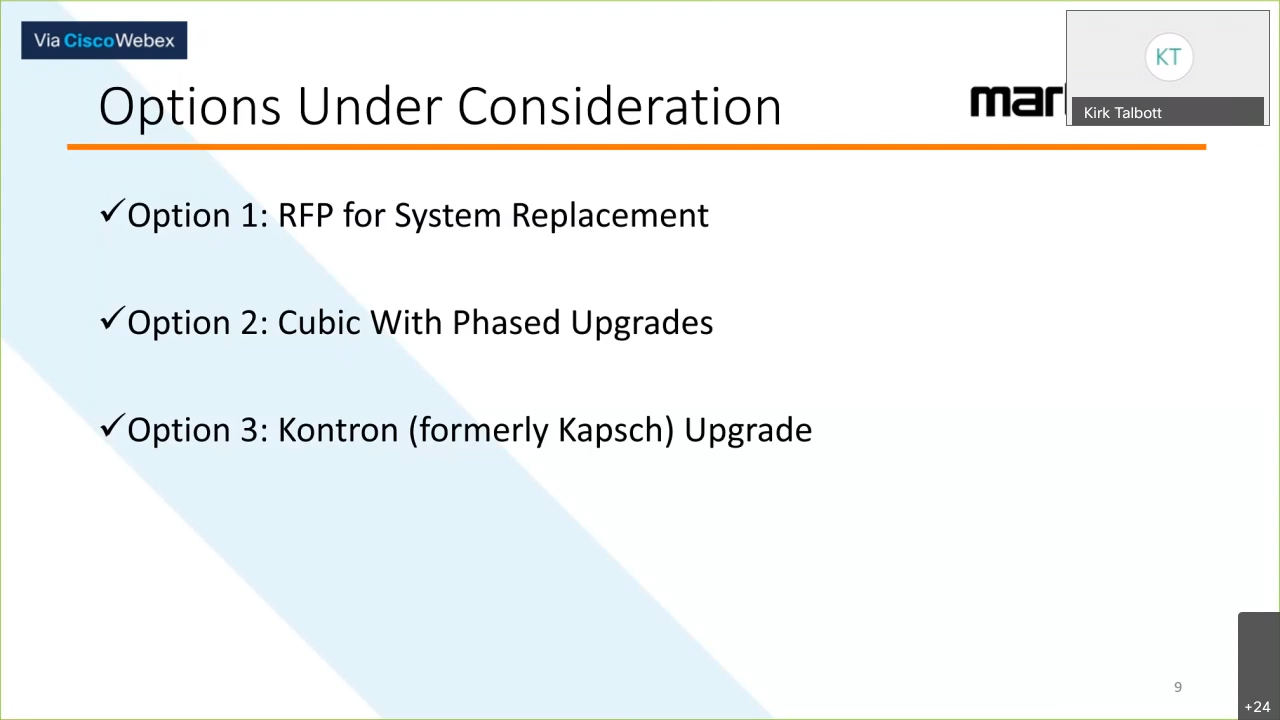 Via CiscoWebex
KT
Kirk Talbott
Options Under Consideration
✓Option 1: RFP for System Replacement
✓Option 2: Cubic With Phased Upgrades
✓Option 3: Kontron (formerly Kapsch) Upgrade
9
+24